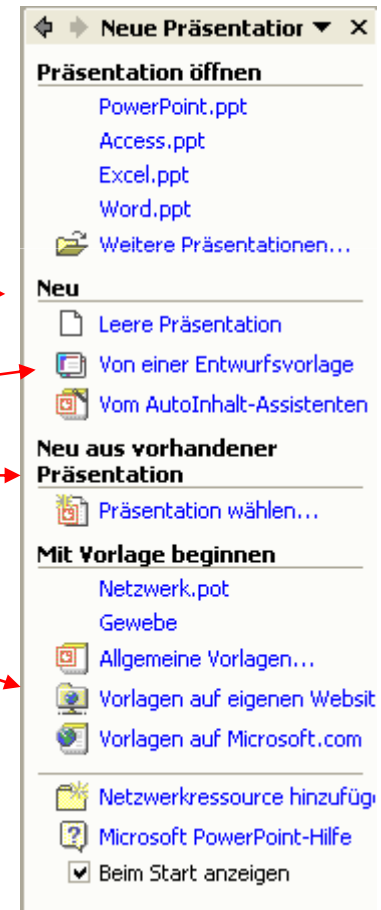 Neue Präsentatior
Präsentation öffnen
PowerPoint.ppt
Access.ppt
Excel.ppt
Word.ppt
Weitere Präsentationen...
Neu
Leere Präsentation
Von einer Entwurfsvorlage
Vom AutoInhalt-Assistenten
Neu aus vorhandener
Präsentation
Präsentation wählen...
Mit Vorlage beginnen
Netzwerk.pot
Gewebe
Allgemeine Vorlagen...
Vorlagen auf eigenen Websit
Vorlagen auf Microsoft.com
Netzwerkressource hinzufüg
Microsoft PowerPoint-Hilfe
Beim Start anzeigen